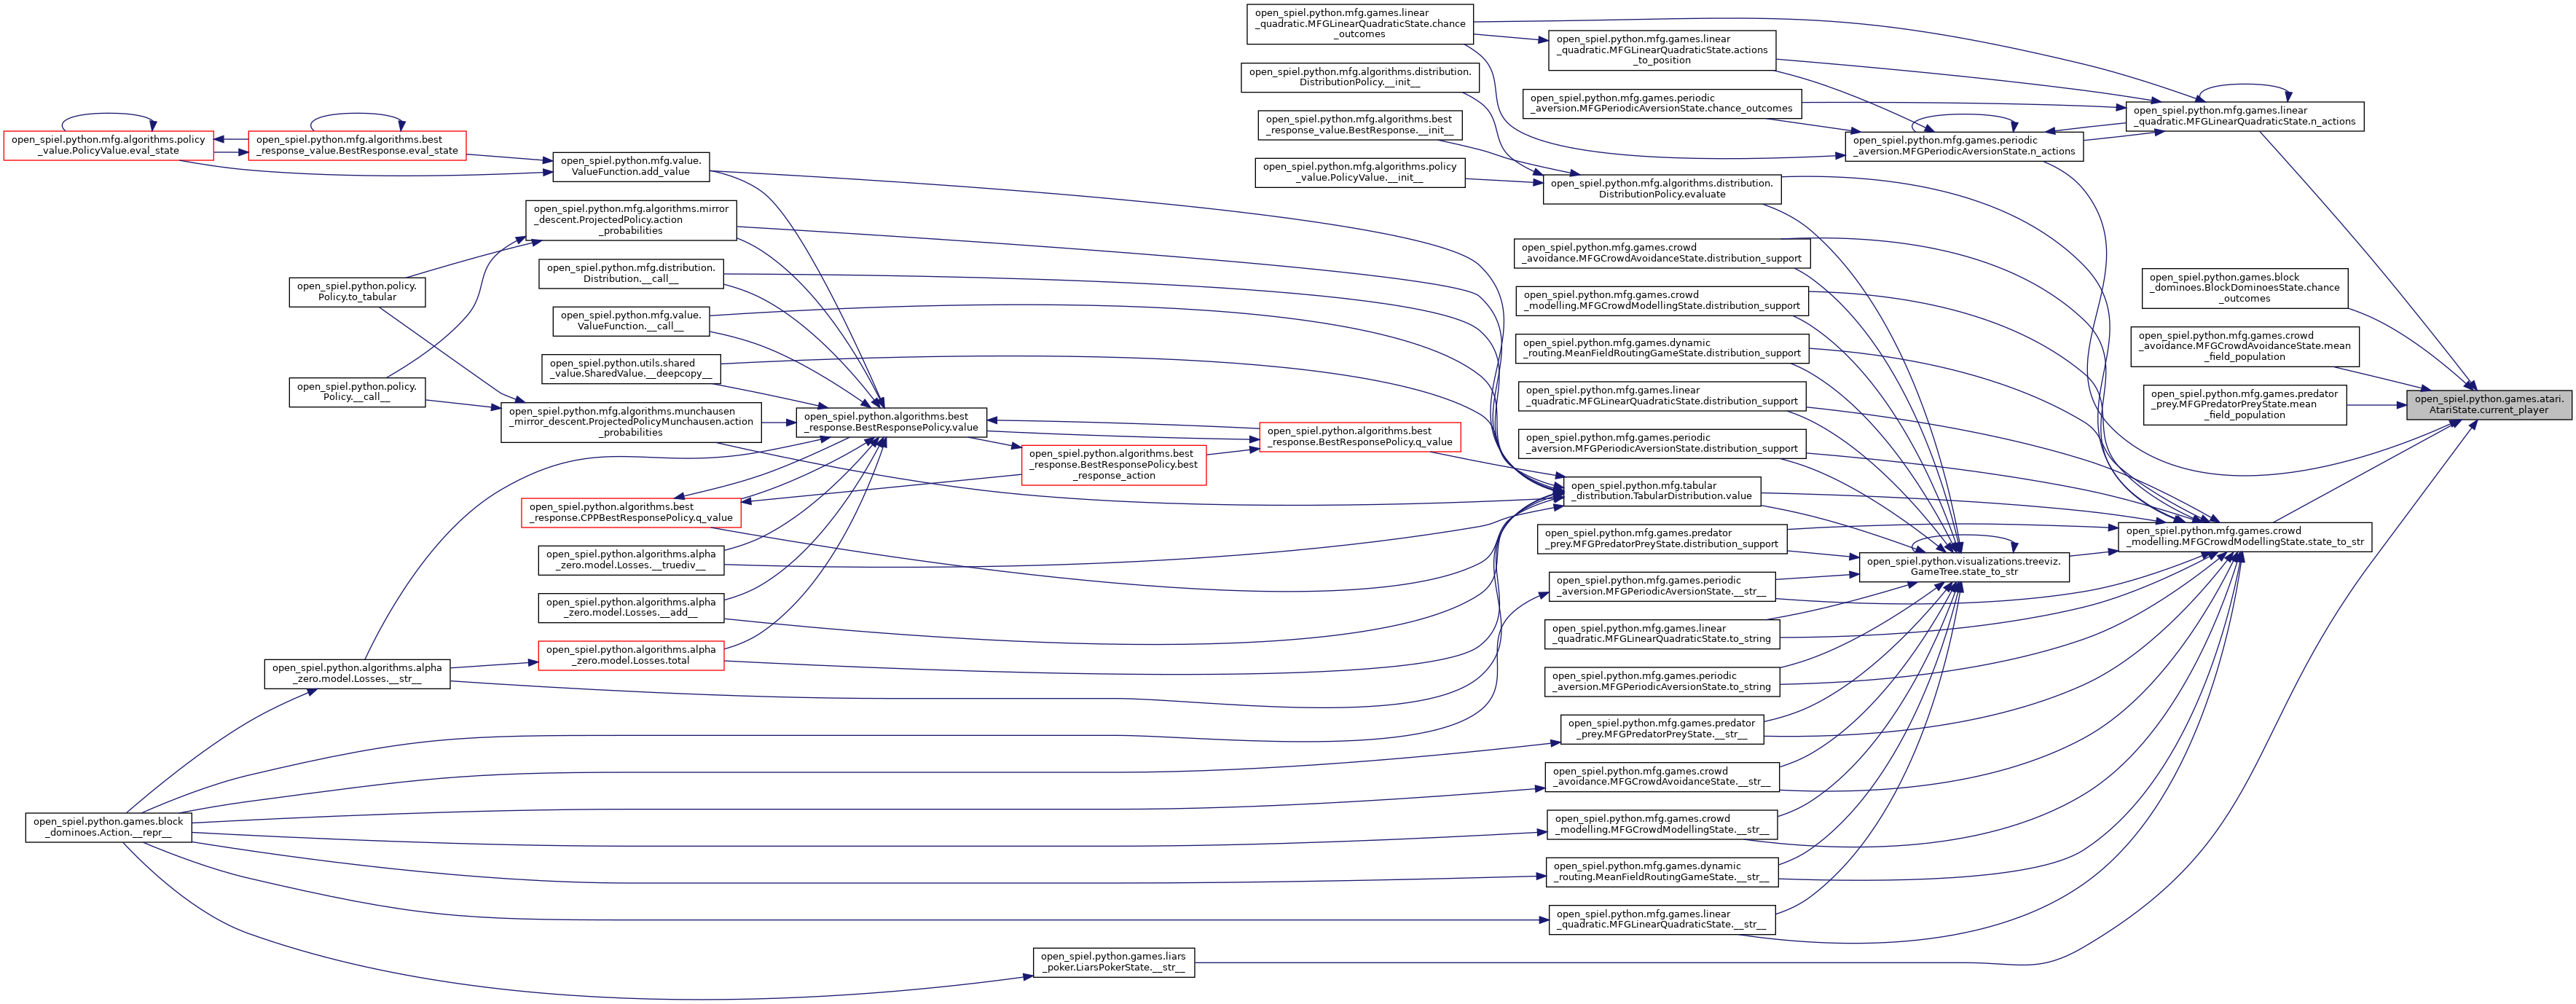 open_spiel.python.mfg.games.linear
_quadratic.MFGLinearQuadraticState.chance
_outcomes
open_spiel.python.mfg.games.linear
_quadratic.MFGLinearQuadraticState.actions
_to_position
open_spiel.python.mfg.algorithms.distribution.
DistributionPolicy.__init__
open_spiel.python.mfg.games.periodic
_aversion.MFGPeriodicAversionState.chance_outcomes
open_spiel.python.mfg.games.linear
_quadratic.MFGLinearQuadraticState.n_actions
open_spiel.python.mfg.algorithms.best
_response_value.BestResponse.__init__
open_spiel.python.mfg.algorithms.policy
_value.PolicyValue.eval_state
open_spiel.python.mfg.algorithms.best
_response_value.BestResponse.eval_state
open_spiel.python.mfg.games.periodic
_aversion.MFGPeriodicAversionState.n_actions
open_spiel.python.mfg.value.
ValueFunction.add_value
open_spiel.python.mfg.algorithms.policy
_value.PolicyValue.__init__
open_spiel.python.mfg.algorithms.distribution.
DistributionPolicy.evaluate
open_spiel.python.mfg.algorithms.mirror
_descent.ProjectedPolicy.action
_probabilities
open_spiel.python.mfg.games.crowd
_avoidance.MFGCrowdAvoidanceState.distribution_support
open_spiel.python.mfg.distribution.
Distribution.__call__
open_spiel.python.games.block
_dominoes.BlockDominoesState.chance
_outcomes
open_spiel.python.policy.
Policy.to_tabular
open_spiel.python.mfg.games.crowd
_modelling.MFGCrowdModellingState.distribution_support
open_spiel.python.mfg.value.
ValueFunction.__call__
open_spiel.python.mfg.games.crowd
_avoidance.MFGCrowdAvoidanceState.mean
_field_population
open_spiel.python.mfg.games.dynamic
_routing.MeanFieldRoutingGameState.distribution_support
open_spiel.python.utils.shared
_value.SharedValue.__deepcopy__
open_spiel.python.policy.
Policy.__call__
open_spiel.python.mfg.games.linear
_quadratic.MFGLinearQuadraticState.distribution_support
open_spiel.python.mfg.games.predator
_prey.MFGPredatorPreyState.mean
_field_population
open_spiel.python.games.atari.
AtariState.current_player
open_spiel.python.mfg.algorithms.munchausen
_mirror_descent.ProjectedPolicyMunchausen.action
_probabilities
open_spiel.python.algorithms.best
_response.BestResponsePolicy.value
open_spiel.python.algorithms.best
_response.BestResponsePolicy.q_value
open_spiel.python.mfg.games.periodic
_aversion.MFGPeriodicAversionState.distribution_support
open_spiel.python.algorithms.best
_response.BestResponsePolicy.best
_response_action
open_spiel.python.mfg.tabular
_distribution.TabularDistribution.value
open_spiel.python.algorithms.best
_response.CPPBestResponsePolicy.q_value
open_spiel.python.mfg.games.predator
_prey.MFGPredatorPreyState.distribution_support
open_spiel.python.mfg.games.crowd
_modelling.MFGCrowdModellingState.state_to_str
open_spiel.python.algorithms.alpha
_zero.model.Losses.__truediv__
open_spiel.python.visualizations.treeviz.
GameTree.state_to_str
open_spiel.python.mfg.games.periodic
_aversion.MFGPeriodicAversionState.__str__
open_spiel.python.algorithms.alpha
_zero.model.Losses.__add__
open_spiel.python.mfg.games.linear
_quadratic.MFGLinearQuadraticState.to_string
open_spiel.python.algorithms.alpha
_zero.model.Losses.total
open_spiel.python.algorithms.alpha
_zero.model.Losses.__str__
open_spiel.python.mfg.games.periodic
_aversion.MFGPeriodicAversionState.to_string
open_spiel.python.mfg.games.predator
_prey.MFGPredatorPreyState.__str__
open_spiel.python.mfg.games.crowd
_avoidance.MFGCrowdAvoidanceState.__str__
open_spiel.python.games.block
_dominoes.Action.__repr__
open_spiel.python.mfg.games.crowd
_modelling.MFGCrowdModellingState.__str__
open_spiel.python.mfg.games.dynamic
_routing.MeanFieldRoutingGameState.__str__
open_spiel.python.mfg.games.linear
_quadratic.MFGLinearQuadraticState.__str__
open_spiel.python.games.liars
_poker.LiarsPokerState.__str__